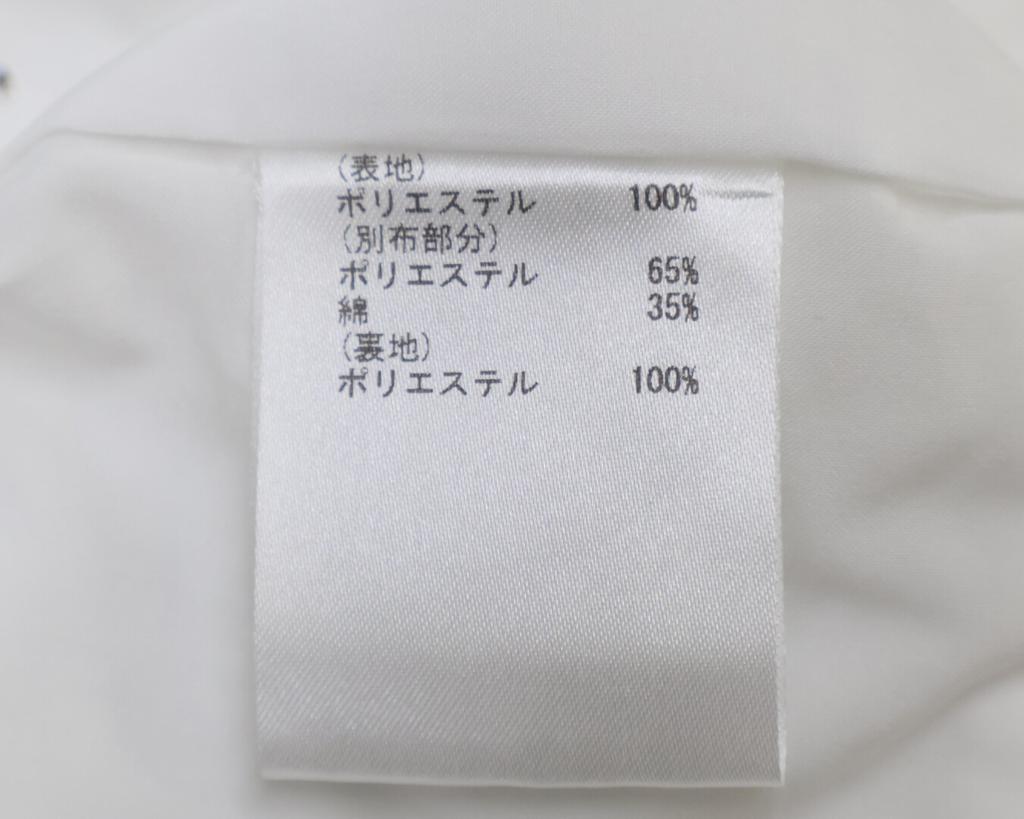 (表地)
ポリエステル 100%
(別布部分)
ポリエステル 65%
綿 35%
(裏地)
ポリエステル 100%